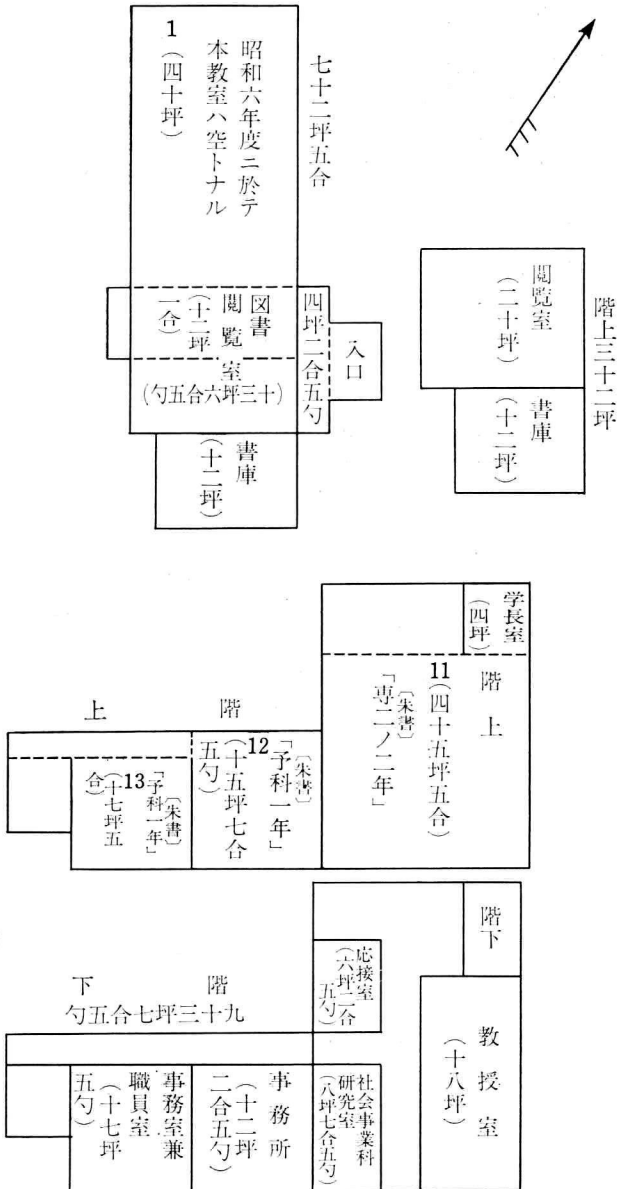 階上三十二坪
閲覧室
(二十坪)
書庫
(十二坪)
七十二坪五合
昭和六年度ニ於テ
本教室ハ空トナル
1(四十坪)
入口
四坪二合五勺
図書
閲覧室
(十二坪
一合)
(十三坪六合五勺)
書庫
(十二坪)
学長室
(四坪)
階上
11(四十五坪五合)
〔朱書〕
「専二ノ二年」
階上
〔朱書〕
「予科一年」
12(十五坪七合
五勺)
〔朱書〕
「予科一年」
13(十七坪五
合)
階下
教授室
(十八坪)
応接室
(六坪二合
五勺)
社会事業科
研究室
(八坪七合五勺)
階下
九十三坪七合五勺
事務所
(十二坪
二合五勺)
事務室兼
職員室
(十七坪
五勺)